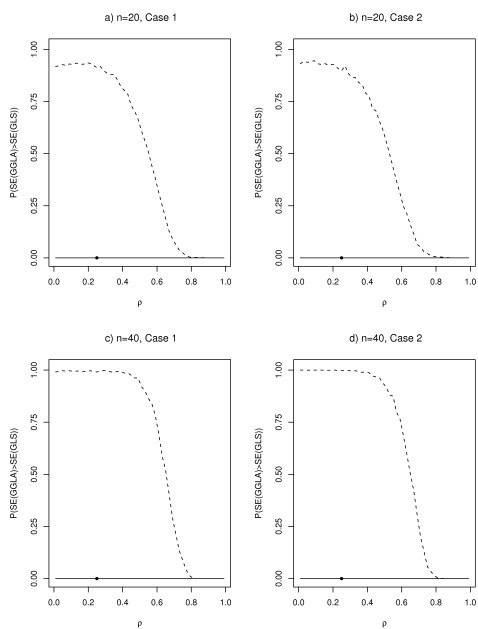 a) n=20, Case 1
P(SE(GGLA)>SE(GLS))
1.00
0.75
0.50
0.25
0.00
0.0 0.2 0.4 0.6 0.8 1.0
ρ
b) n=20, Case 2
P(SE(GGLA)>SE(GLS))
1.00
0.75
0.50
0.25
0.00
0.0 0.2 0.4 0.6 0.8 1.0
ρ
c) n=40, Case 1
P(SE(GGLA)>SE(GLS))
1.00
0.75
0.50
0.25
0.00
0.0 0.2 0.4 0.6 0.8 1.0
ρ
d) n=40, Case 2
P(SE(GGLA)>SE(GLS))
1.00
0.75
0.50
0.25
0.00
0.0 0.2 0.4 0.6 0.8 1.0
ρ